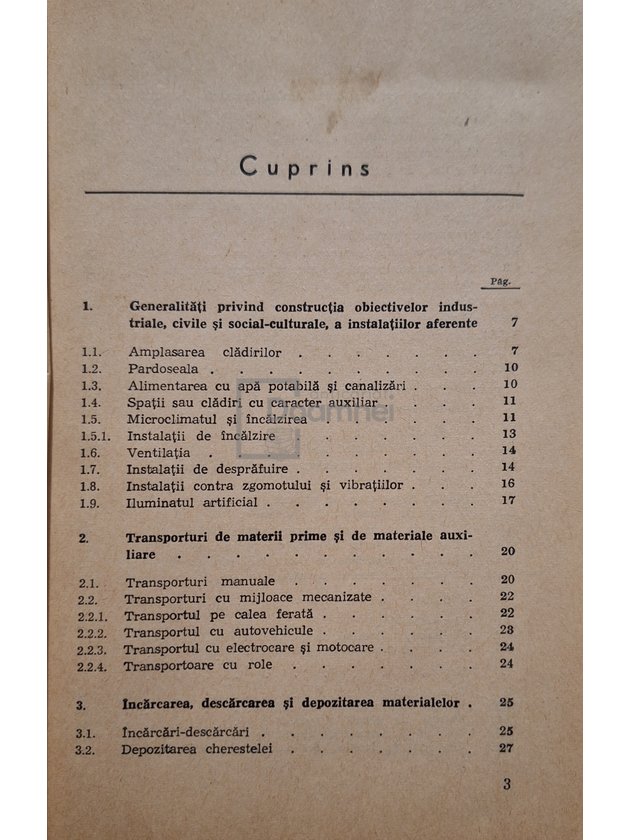 Cuprins
Pag.
1. Generalități privind construcția obiectivelor indus-
triale, civile și social-culturale, a instalațiilor aferente 7
1.1. Amplasarea clădirilor . . . . . . . 7
1.2. Pardoseala . . . . . . . . . 10
1.3. Alimentarea cu apă potabilă și canalizări . . . . 10
1.4. Spații sau clădiri cu caracter auxiliar . . . . 11
1.5. Microclimatul și încălzirea . . . . . . 11
1.5.1. Instalații de încălzire . . . . . . . 13
1.6. Ventilația . . . . . . . . . 14
1.7. Instalații de desprăfuire . . . . . . . 14
1.8. Instalații contra zgomotului și vibrațiilor . . . . 16
1.9. Iluminatul artificial . . . . . . . . 17
2. Transporturi de materii prime și de materiale auxi-
liare . . . . . . . . . . . 20
2.1. Transporturi manuale . . . . . . . 20
2.2. Transporturi cu mijloace mecanizate . . . . . 22
2.2.1. Transportul pe calea ferată . . . . . . 22
2.2.2. Transportul cu autovehicule . . . . . . 23
2.2.3. Transportul cu electrocare și motocare . . . . . 24
2.2.4. Transportoare cu role . . . . . . . 24
3. Încărcarea, descărcarea și depozitarea materialelor . 25
3.1. Încărcări-descărcări . . . . . . . . 25
3.2. Depozitarea cherestelei . . . . . . . 27
3